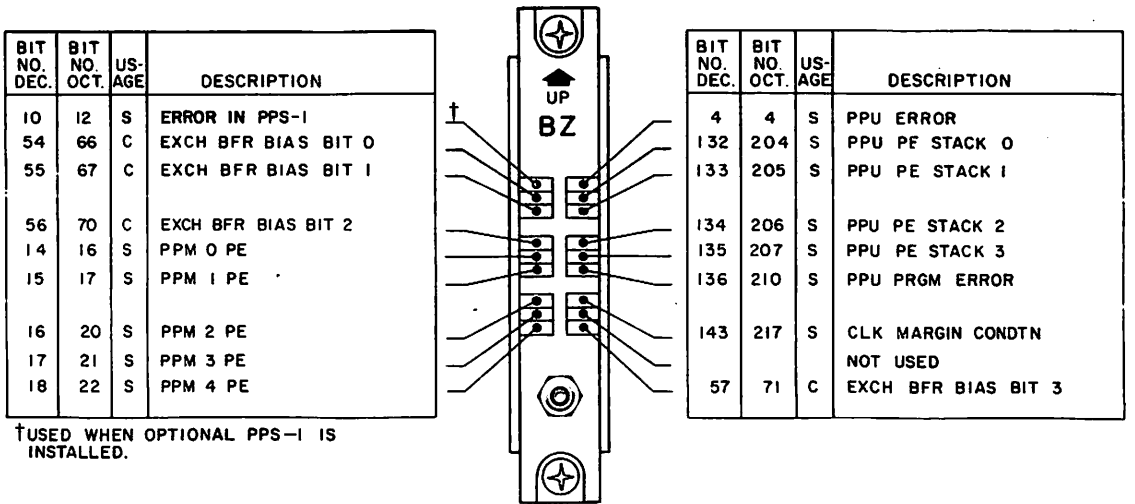 BIT NO. DEC. BIT NO. OCT. US-AGE DESCRIPTION
10 12 S ERROR IN PPS-1
54 66 C EXCH BFR BIAS BIT 0
55 67 C EXCH BFR BIAS BIT 1
56 70 C EXCH BFR BIAS BIT 2
14 16 S PPM 0 PE
15 17 S PPM 1 PE
16 20 S PPM 2 PE
17 21 S PPM 3 PE
18 22 S PPM 4 PE
†USED WHEN OPTIONAL PPS-1 IS
INSTALLED.
†
UP
BZ
BIT NO. DEC. BIT NO. OCT. US-AGE DESCRIPTION
4 4 S PPU ERROR
132 204 S PPU PE STACK 0
133 205 S PPU PE STACK 1
134 206 S PPU PE STACK 2
135 207 S PPU PE STACK 3
136 210 S PPU PRGM ERROR
143 217 S CLK MARGIN CONDTN
NOT USED
57 71 C EXCH BFR BIAS BIT 3